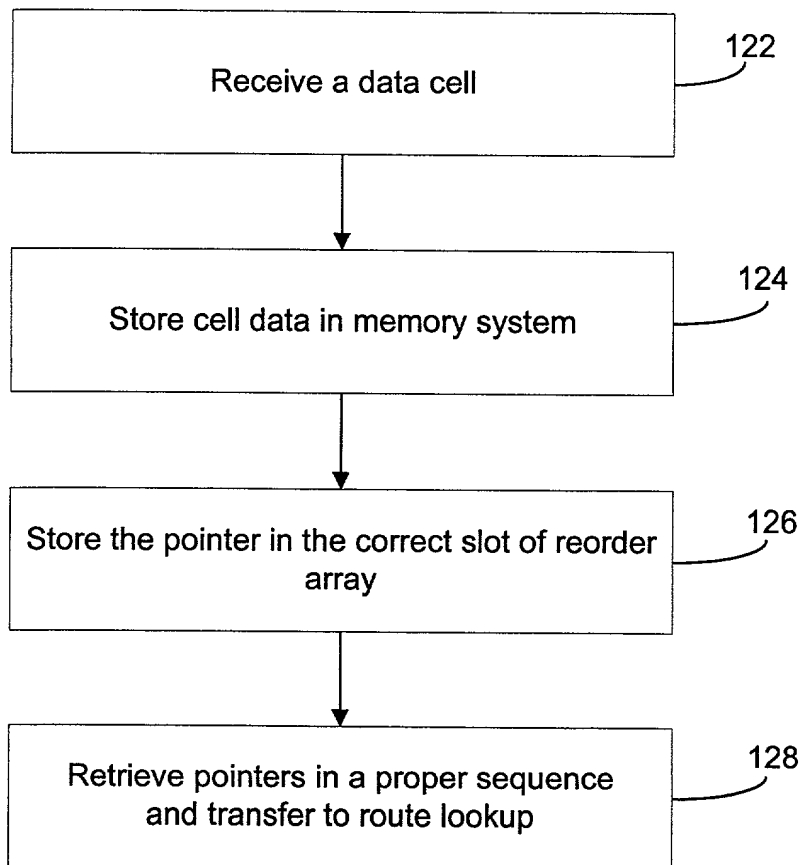 Receive a data cell
122
Store cell data in memory system
124
Store the pointer in the correct slot of reorder
array
126
Retrieve pointers in a proper sequence
and transfer to route lookup
128